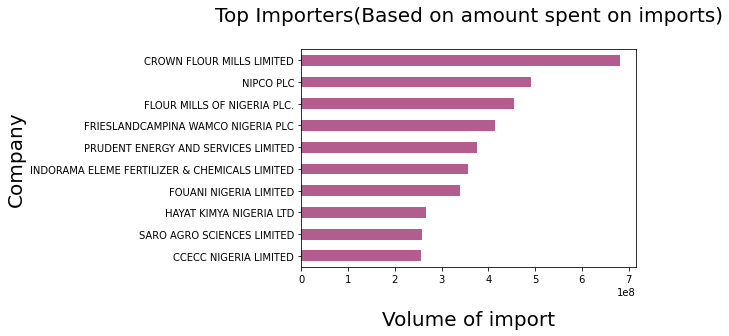 Top Importers(Based on amount spent on imports)
CROWN FLOUR MILLS LIMITED
NIPCO PLC
FLOUR MILLS OF NIGERIA PLC.
FRIESLANDCAMPINA WAMCO NIGERIA PLC
PRUDENT ENERGY AND SERVICES LIMITED
INDORAMA ELEME FERTILIZER & CHEMICALS LIMITED
FOUANI NIGERIA LIMITED
HAYAT KIMYA NIGERIA LTD
SARO AGRO SCIENCES LIMITED
CCECC NIGERIA LIMITED
Company
0 1 2 3 4 5 6 7
1e8
Volume of import